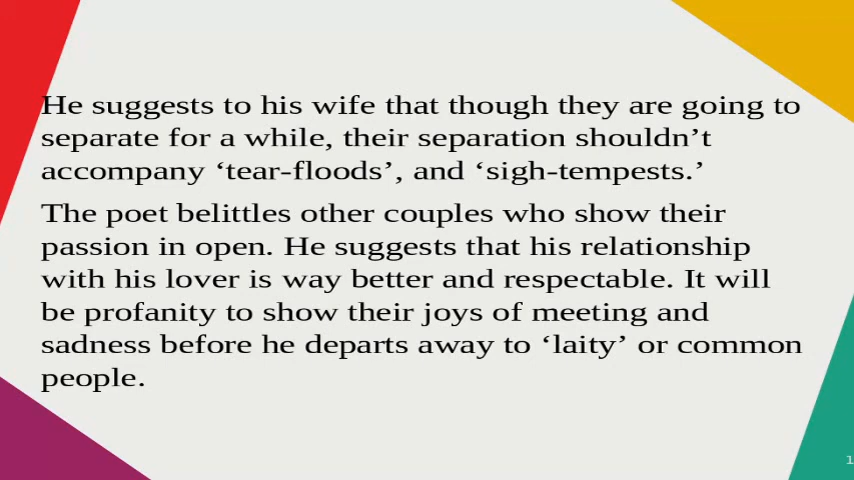 He suggests to his wife that though they are going to
separate for a while, their separation shouldn’t
accompany ‘tear-floods’, and ‘sigh-tempests.’
The poet belittles other couples who show their
passion in open. He suggests that his relationship
with his lover is way better and respectable. It will
be profanity to show their joys of meeting and
sadness before he departs away to ‘laity’ or common
people.